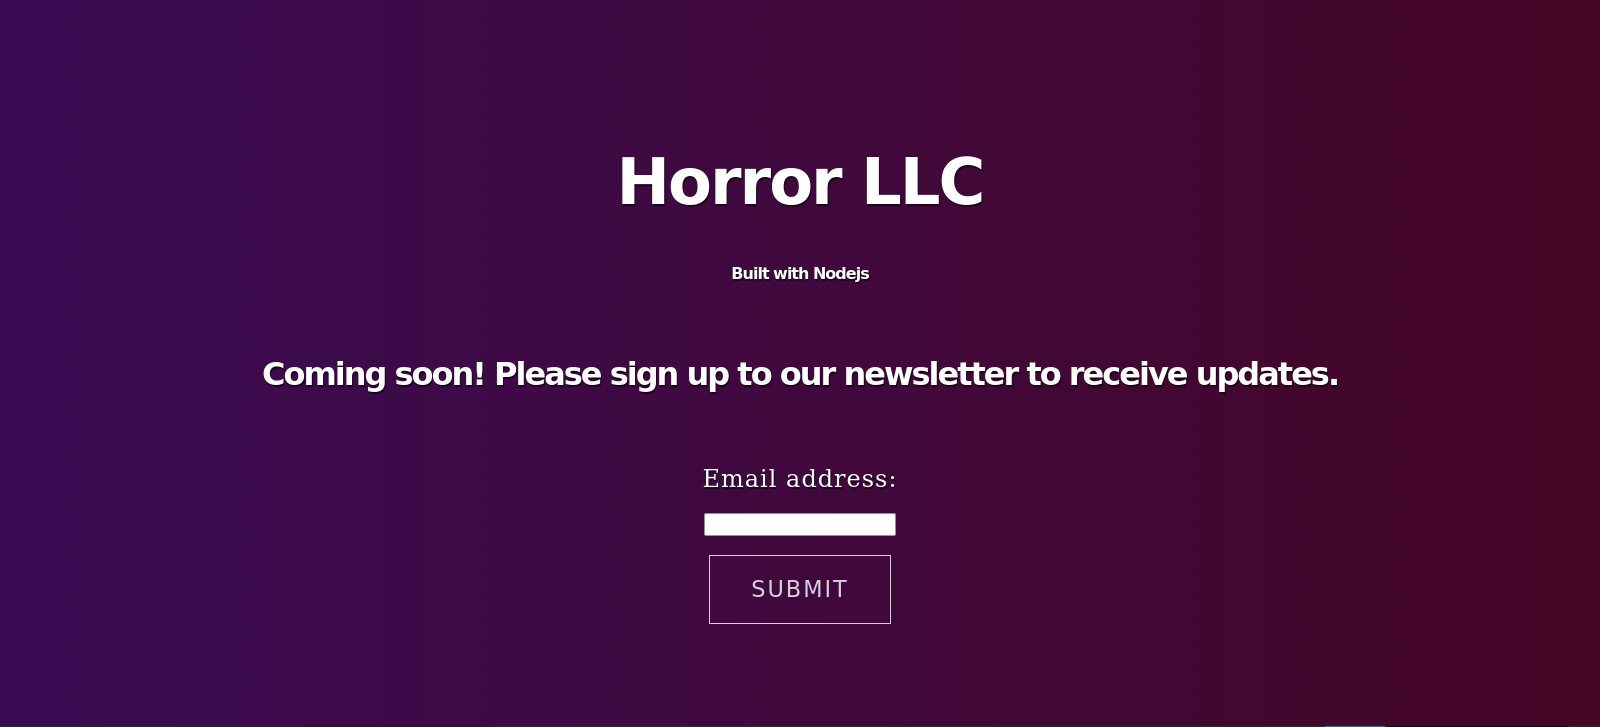 Horror LLC
Built with Nodejs
Coming soon! Please sign up to our newsletter to receive updates.
Email address:
SUBMIT